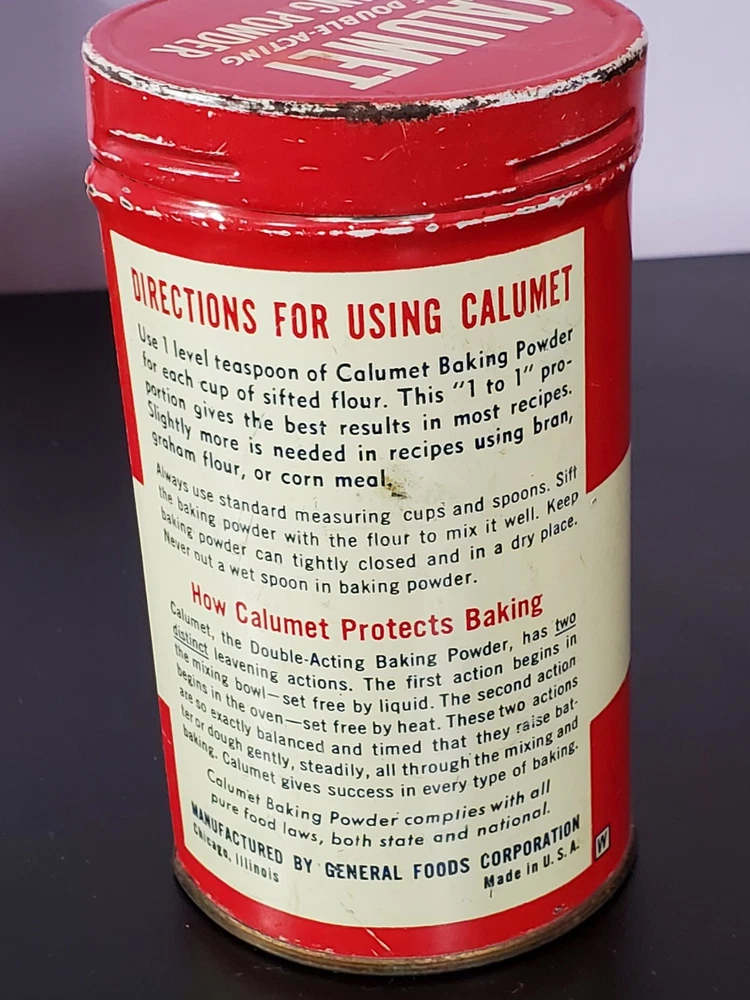 CALUMET
DOUBLE-ACTING
POWDER
DIRECTIONS FOR USING CALUMET
Use 1 level teaspoon of Calumet Baking Powder
for each cup of sifted flour. This "1 to 1" pro-
portion gives the best results in most recipes.
Slightly more is needed in recipes using bran,
graham flour, or corn meal.
Always use standard measuring cups and spoons. Sift
the baking powder with the flour to mix it well. Keep
baking powder can tightly closed and in a dry place.
Never put a wet spoon in baking powder.
How Calumet Protects Baking
Calumet, the Double-Acting Baking Powder, has two
distinct leavening actions. The first action begins in
the mixing bowl—set free by liquid. The second action
begins in the oven—set free by heat. These two actions
are so exactly balanced and timed that they raise bat-
ter or dough gently, steadily, all through the mixing and
baking. Calumet gives success in every type of baking.
Calumet Baking Powder complies with all
pure food laws, both state and national.
MANUFACTURED BY GENERAL FOODS CORPORATION
Chicago, Illinois
Made in U.S.A.
W